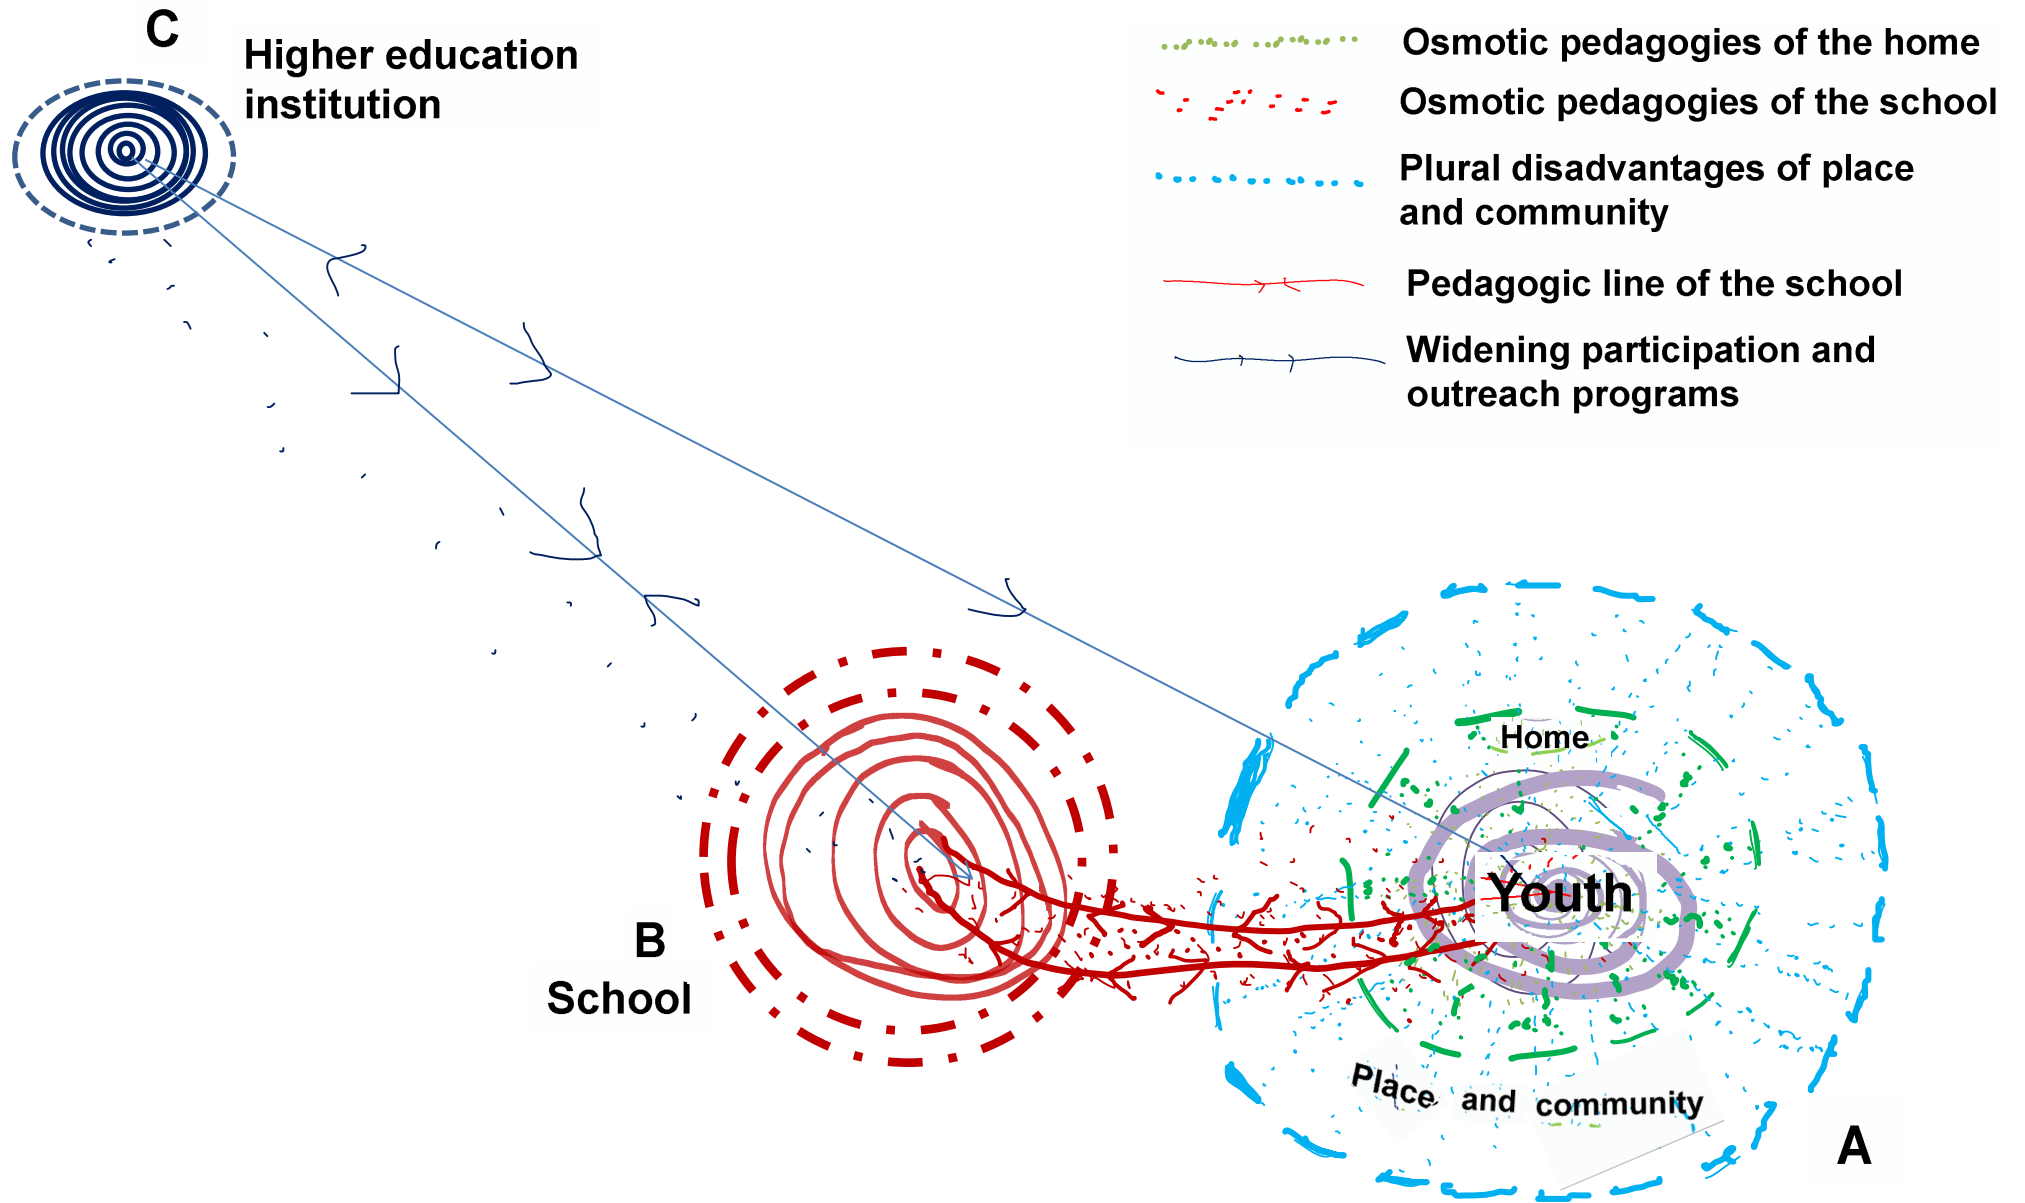 C
Higher education
institution
Osmotic pedagogies of the home
Osmotic pedagogies of the school
Plural disadvantages of place
and community
Pedagogic line of the school
Widening participation and
outreach programs
Home
Youth
B
School
Place and community
A